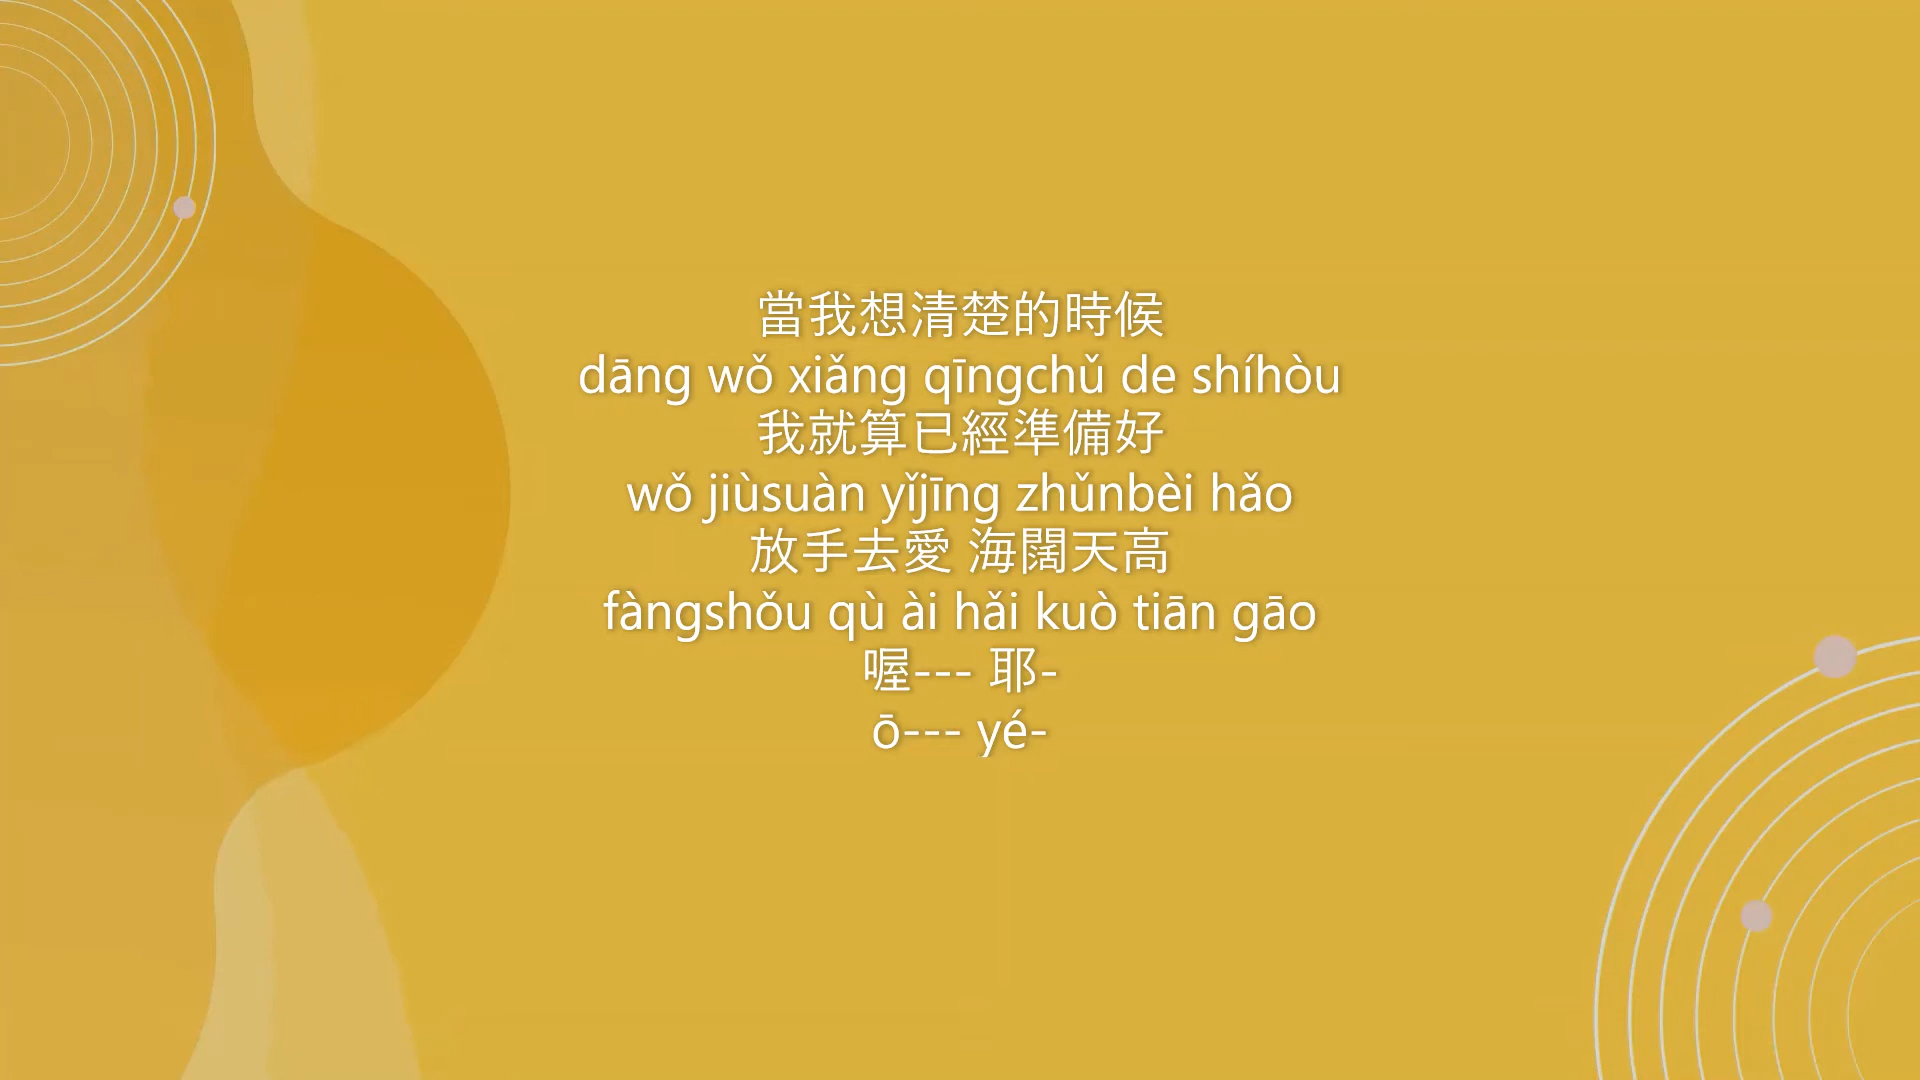 當我想清楚的時候
dāng wǒ xiǎng qīngchǔ de shíhòu
我就算已經準備好
wǒ jiùsuàn yǐjīng zhǔnbèi hǎo
放手去愛 海闊天高
fàngshǒu qù ài hǎi kuò tiān gāo
喔--- 耶-
ō--- yé-